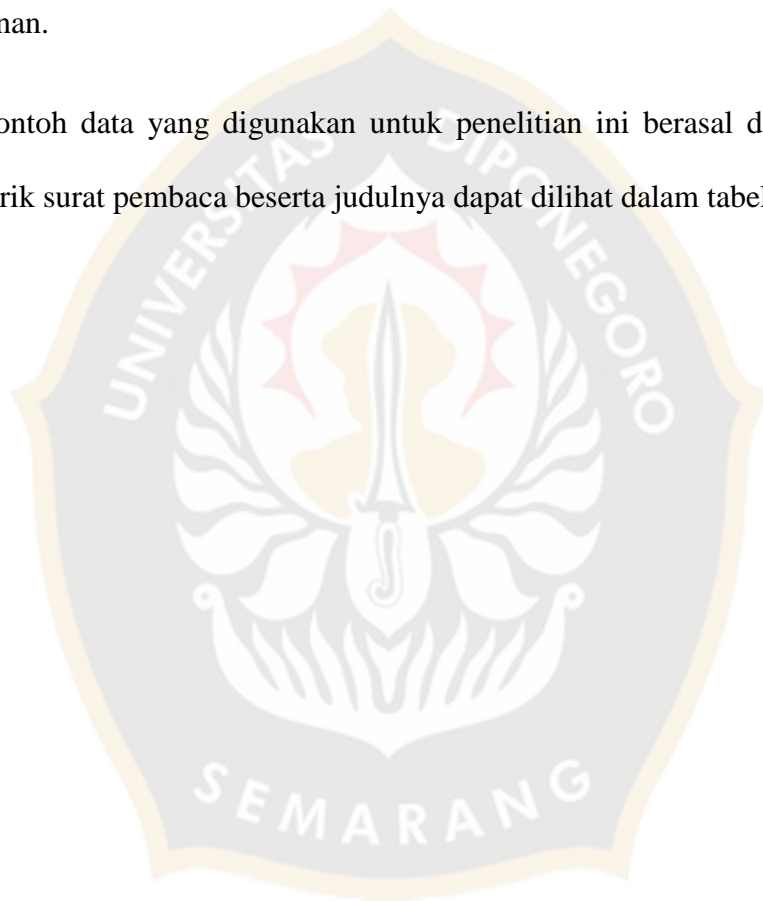 nan.
ontoh data yang digunakan untuk penelitian ini berasal d
rik surat pembaca beserta judulnya dapat dilihat dalam tabel
UNIVERSITAS DIPONEGORO
SEMARANG